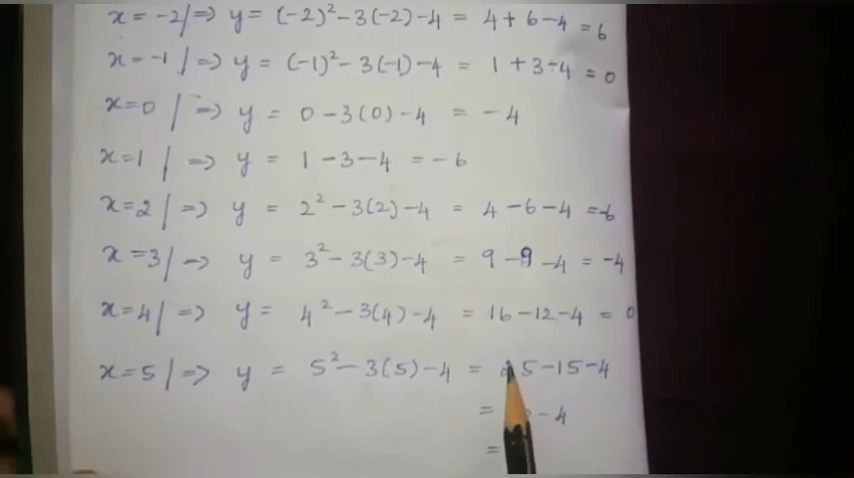 x = -2 | => y = (-2)² - 3(-2) - 4 = 4 + 6 - 4 = 6
x = -1 | => y = (-1)² - 3(-1) - 4 = 1 + 3 - 4 = 0
x = 0 | => y = 0 - 3(0) - 4 = - 4
x = 1 | => y = 1 - 3 - 4 = - 6
x = 2 | => y = 2² - 3(2) - 4 = 4 - 6 - 4 = -6
x = 3 | => y = 3² - 3(3) - 4 = 9 - 9 - 4 = -4
x = 4 | => y = 4² - 3(4) - 4 = 16 - 12 - 4 = 0
x = 5 | => y = 5² - 3(5) - 4 = 5 - 15 - 4
= - 4
=